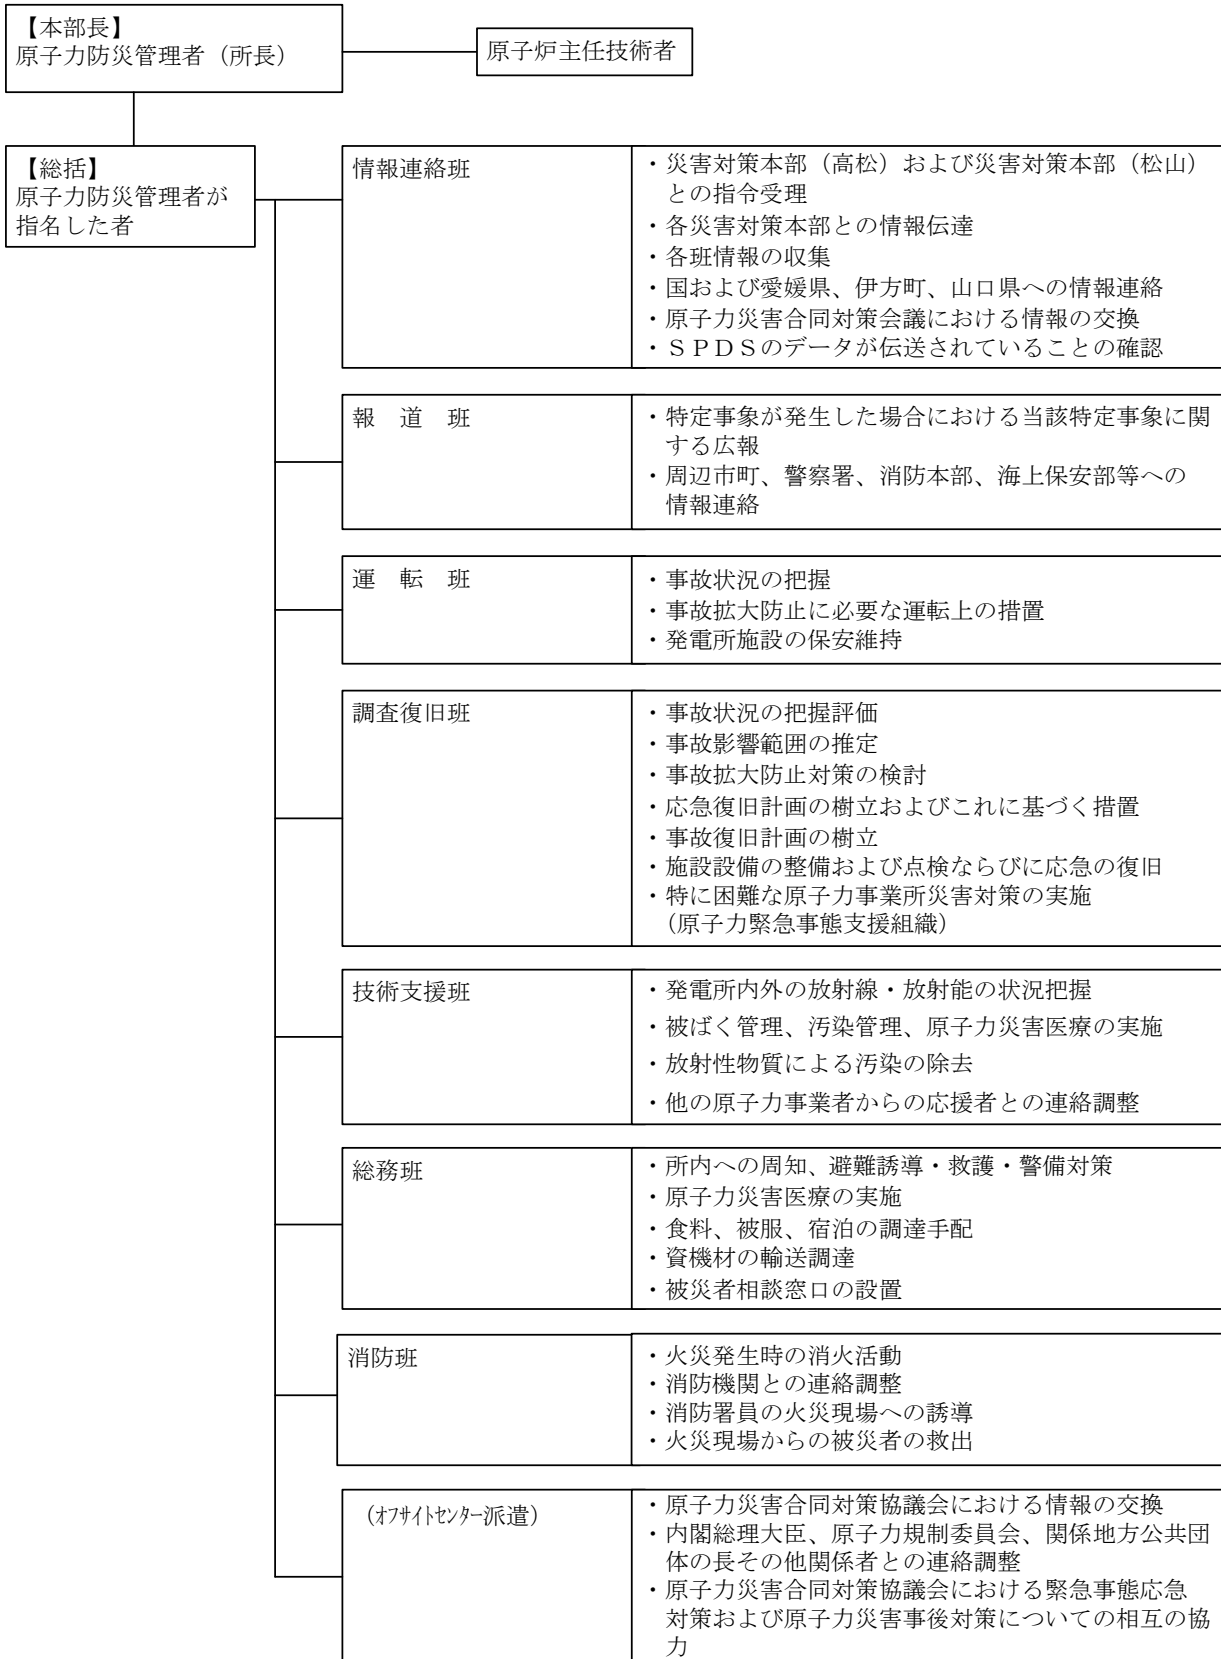 【本部長】
原子力防災管理者（所長）
原子炉主任技術者
【総括】
原子力防災管理者が
指名した者
情報連絡班
・災害対策本部（高松）および災害対策本部（松山）
との指令受理
・各災害対策本部との情報伝達
・各班情報の収集
・国および愛媛県、伊方町、山口県への情報連絡
・原子力災害合同対策会議における情報の交換
・ＳＰＤＳのデータが伝送されていることの確認
報　道　班
・特定事象が発生した場合における当該特定事象に関
する広報
・周辺市町、警察署、消防本部、海上保安部等への
情報連絡
運　転　班
・事故状況の把握
・事故拡大防止に必要な運転上の措置
・発電所施設の保安維持
調査復旧班
・事故状況の把握評価
・事故影響範囲の推定
・事故拡大防止対策の検討
・応急復旧計画の樹立およびこれに基づく措置
・事故復旧計画の樹立
・施設設備の整備および点検ならびに応急の復旧
・特に困難な原子力事業所災害対策の実施
（原子力緊急事態支援組織）
技術支援班
・発電所内外の放射線・放射能の状況把握
・被ばく管理、汚染管理、原子力災害医療の実施
・放射性物質による汚染の除去
・他の原子力事業者からの応援者との連絡調整
総務班
・所内への周知、避難誘導・救護・警備対策
・原子力災害医療の実施
・食料、被服、宿泊の調達手配
・資機材の輸送調達
・被災者相談窓口の設置
消防班
・火災発生時の消火活動
・消防機関との連絡調整
・消防署員の火災現場への誘導
・火災現場からの被災者の救出
（ｵﾌｻｲﾄｾﾝﾀｰ派遣）
・原子力災害合同対策協議会における情報の交換
・内閣総理大臣、原子力規制委員会、関係地方公共団
体の長その他関係者との連絡調整
・原子力災害合同対策協議会における緊急事態応急
対策および原子力災害事後対策についての相互の協
力